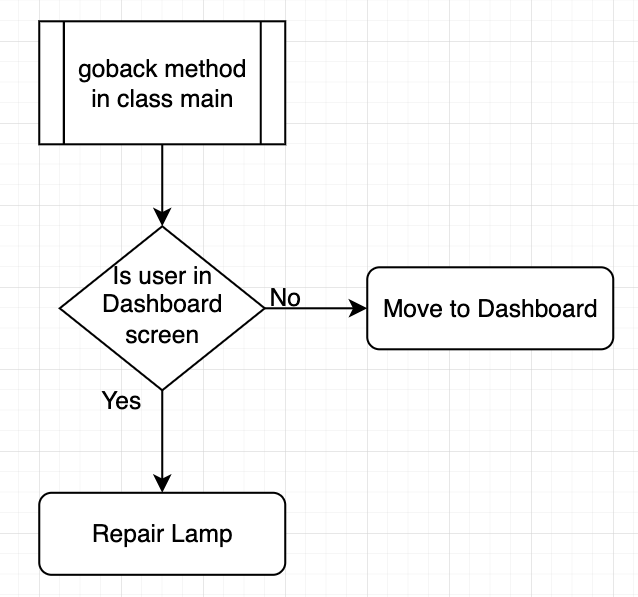 goback method
in class main
Is user in
Dashboard
screen
No
Move to Dashboard
Yes
Repair Lamp